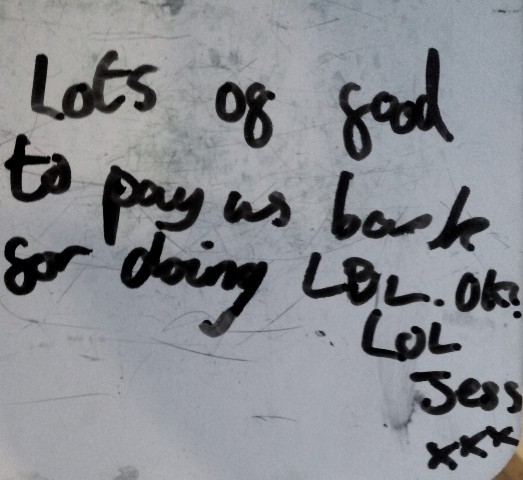 Lots of food
to pay us back
for doing LBL. Ok!
LOL
Jess
xxx